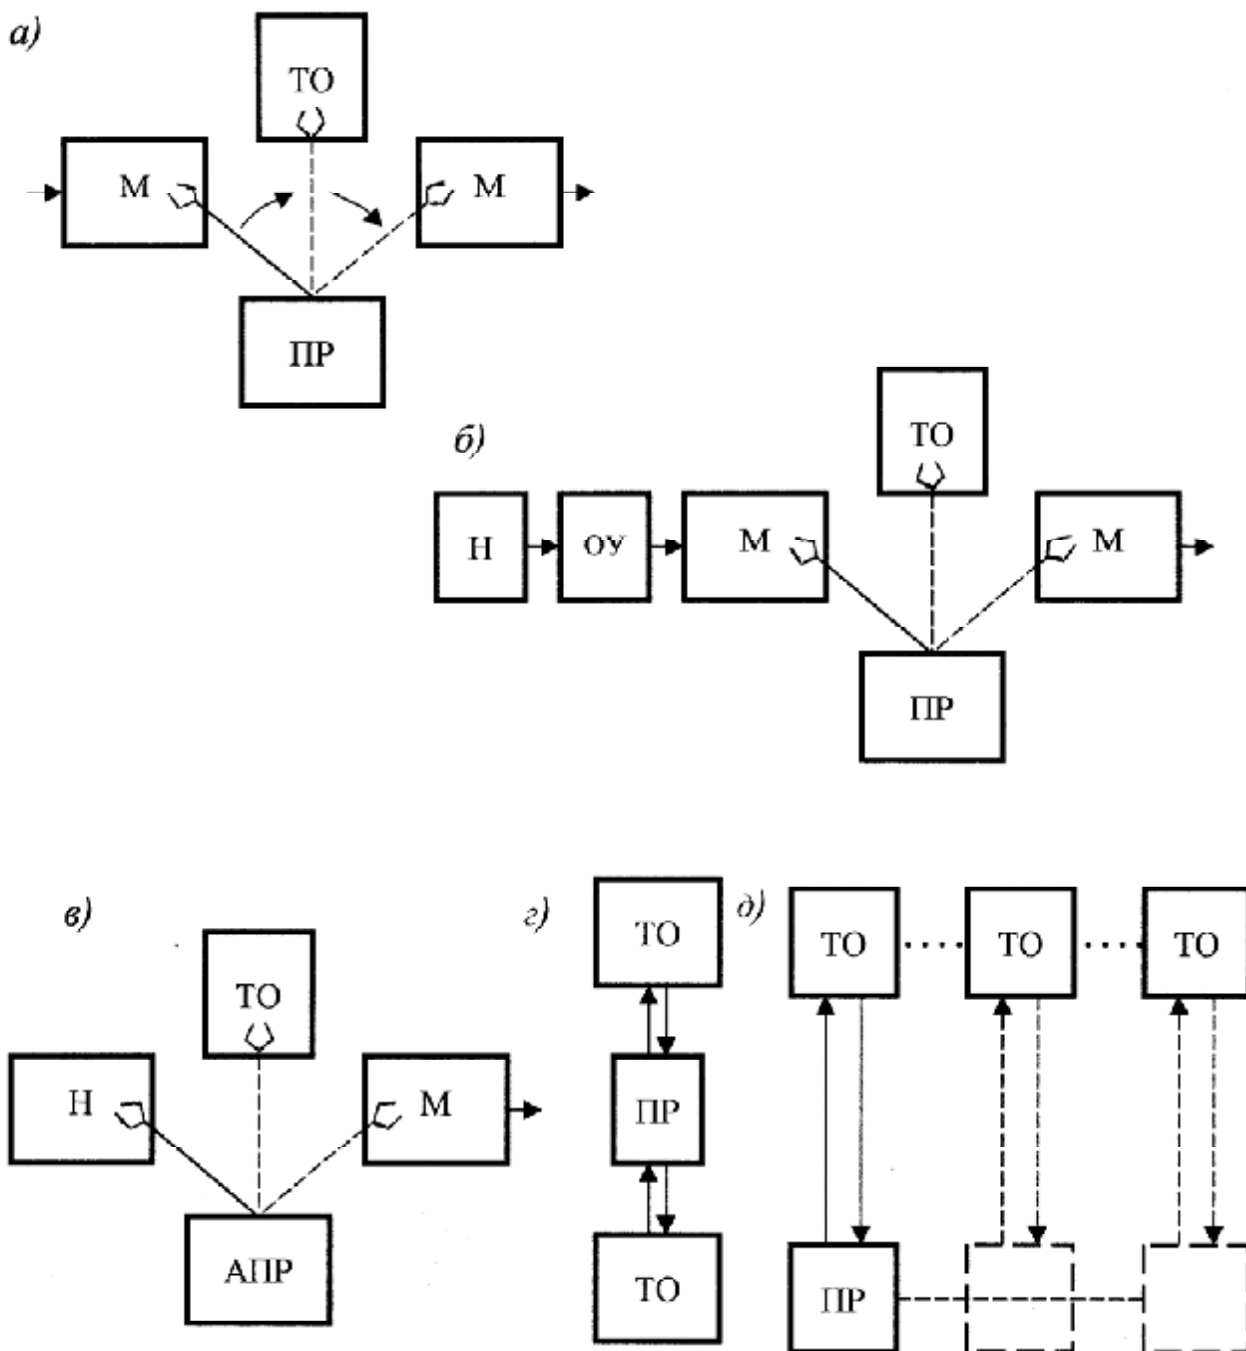 а)
ТО
М
М
ПР
б)
ТО
Н
ОУ
М
М
ПР
в)
г)
д)
ТО
Н
М
АПР
ТО
ПР
ТО
ТО
ТО
ТО
ПР